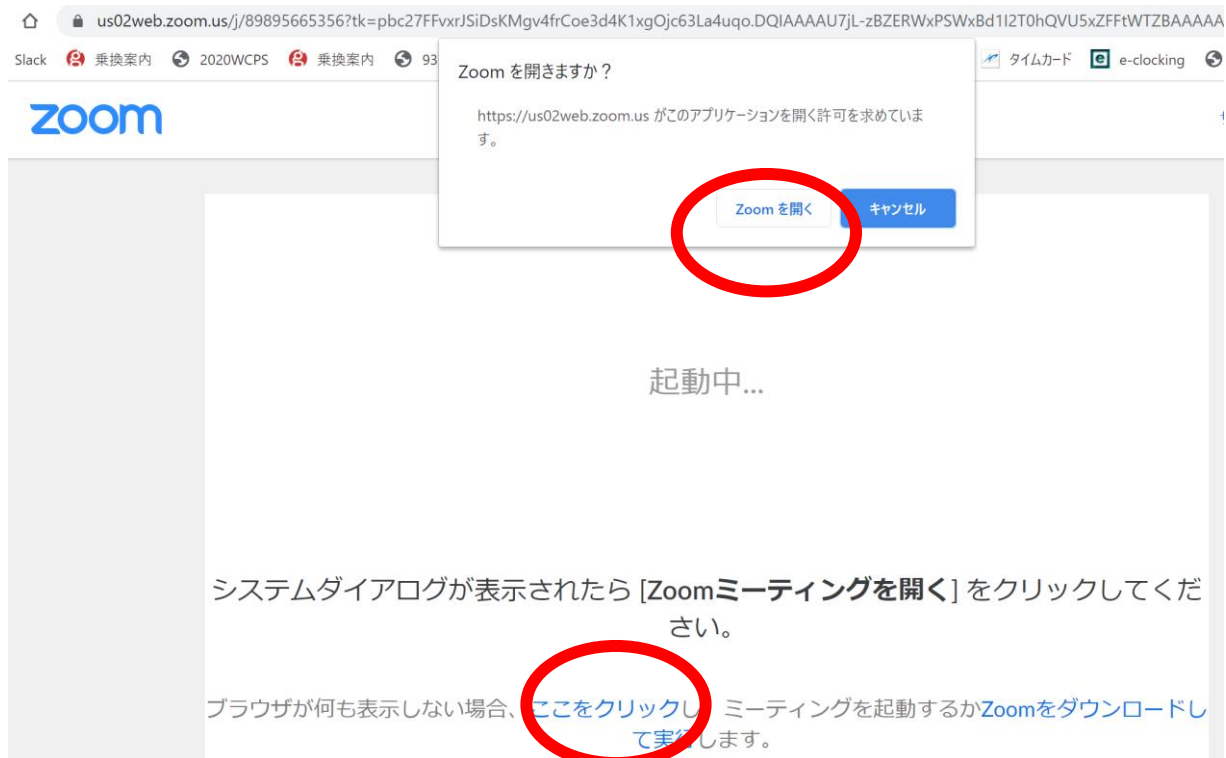 us02web.zoom.us/j/89895665356?tk=pbc27FFvxrJSiDsKMgv4frCoe3d4K1xgOjc63La4uqo.DQIAAAAU7jL-zBZERWxPSWxBd1I2T0hQVU5xZFFtWTZBAAAAA
Slack 乗換案内 2020WCPS 乗換案内 93 タイムカード e-clocking
zoom
Zoom を開きますか？
https://us02web.zoom.us がこのアプリケーションを開く許可を求めていま
す。
Zoom を開く キャンセル
起動中...
システムダイアログが表示されたら [Zoomミーティングを開く] をクリックしてくだ
さい。
ブラウザが何も表示しない場合、ここをクリックし ミーティングを起動するかZoomをダウンロードし
て実行します。